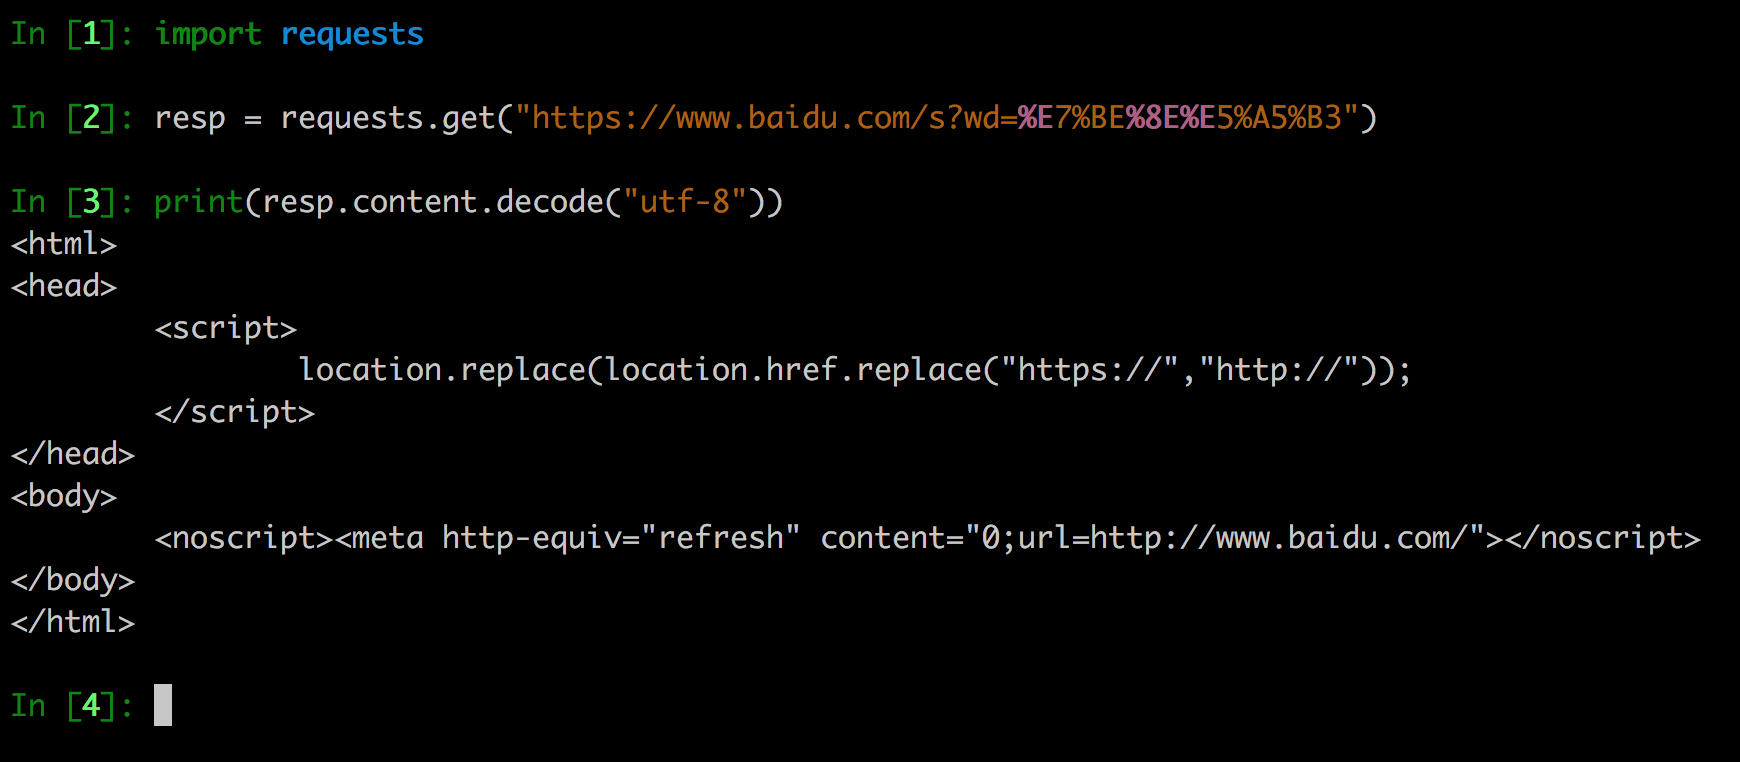 In [1]: import requests
In [2]: resp = requests.get("https://www.baidu.com/s?wd=%E7%BE%8E%E5%A5%B3")
In [3]: print(resp.content.decode("utf-8"))
<html>
<head>
        <script>
                location.replace(location.href.replace("https://","http://"));
        </script>
</head>
<body>
        <noscript><meta http-equiv="refresh" content="0;url=http://www.baidu.com/"></noscript>
</body>
</html>
In [4]: